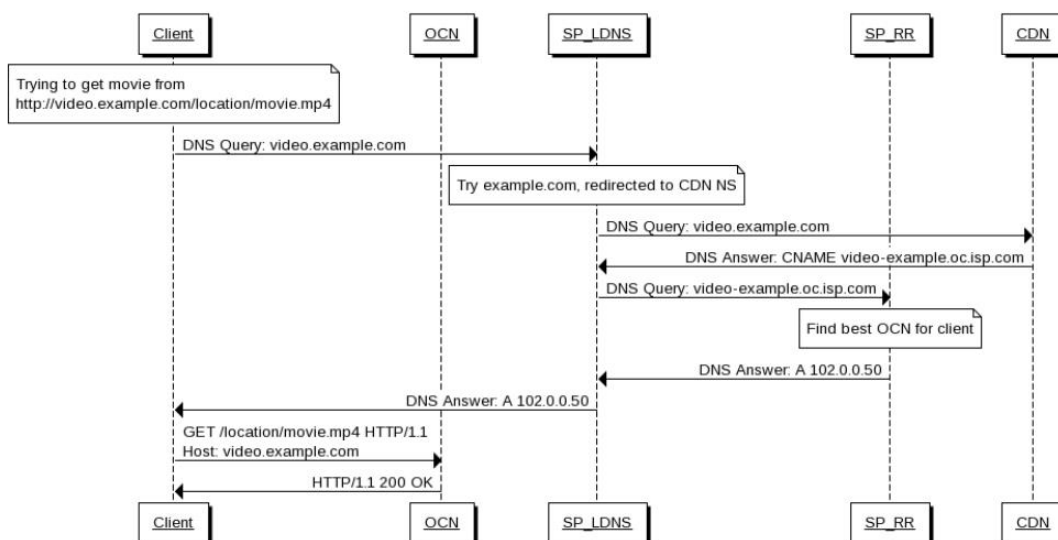 Client OCN SP_LDNS SP_RR CDN
Trying to get movie from
http://video.example.com/location/movie.mp4
DNS Query: video.example.com
Try example.com, redirected to CDN NS
DNS Query: video.example.com
DNS Answer: CNAME video-example.oc.isp.com
DNS Query: video-example.oc.isp.com
Find best OCN for client
DNS Answer: A 102.0.0.50
DNS Answer: A 102.0.0.50
GET /location/movie.mp4 HTTP/1.1
Host: video.example.com
HTTP/1.1 200 OK
Client OCN SP_LDNS SP_RR CDN